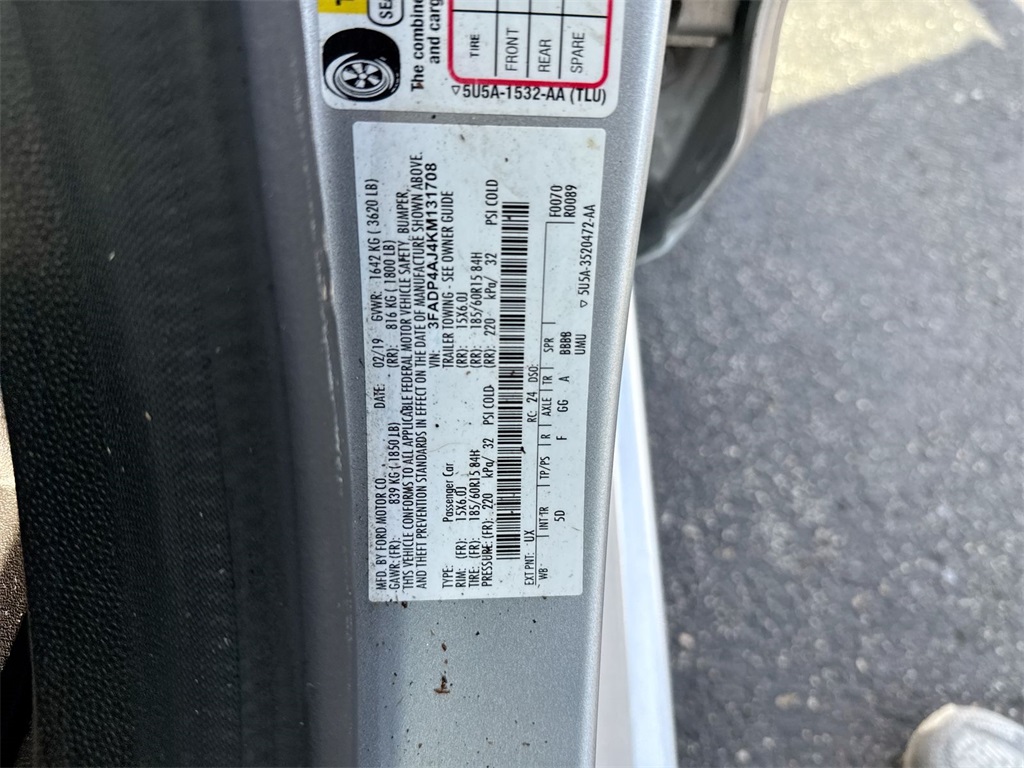 SEA
The combine
and carg
TIRE
FRONT
REAR
SPARE
5U5A-1532-AA (TLU)
MFD. BY FORD MOTOR CO.
DATE: 02/19 GVWR: 1642 KG ( 3620 LB)
GAWR: (FR): 839 KG ( 1850 LB) (RR): 816 KG ( 1800 LB)
THIS VEHICLE CONFORMS TO ALL APPLICABLE FEDERAL MOTOR VEHICLE SAFETY, BUMPER,
AND THEFT PREVENTION STANDARDS IN EFFECT ON THE DATE OF MANUFACTURE SHOWN ABOVE.
VIN: 3FADP4AJ4KM131708
TYPE: Passenger Car TRAILER TOWING - SEE OWNER GUIDE
RIM: (FR): 15X6.0J (RR): 15X6.0J
TIRE: (FR): 185/60R15 84H (RR): 185/60R15 84H
PRESSURE: (FR): 220 kPa/ 32 PSI COLD (RR): 220 kPa/ 32 PSI COLD
EXT PNT: UX RC: 24 DSO: F0070
R0089
WB INT TR TP/PS R AXLE TR SPR
5D F GG A BBBB
UMU
5U5A-3520472-AA